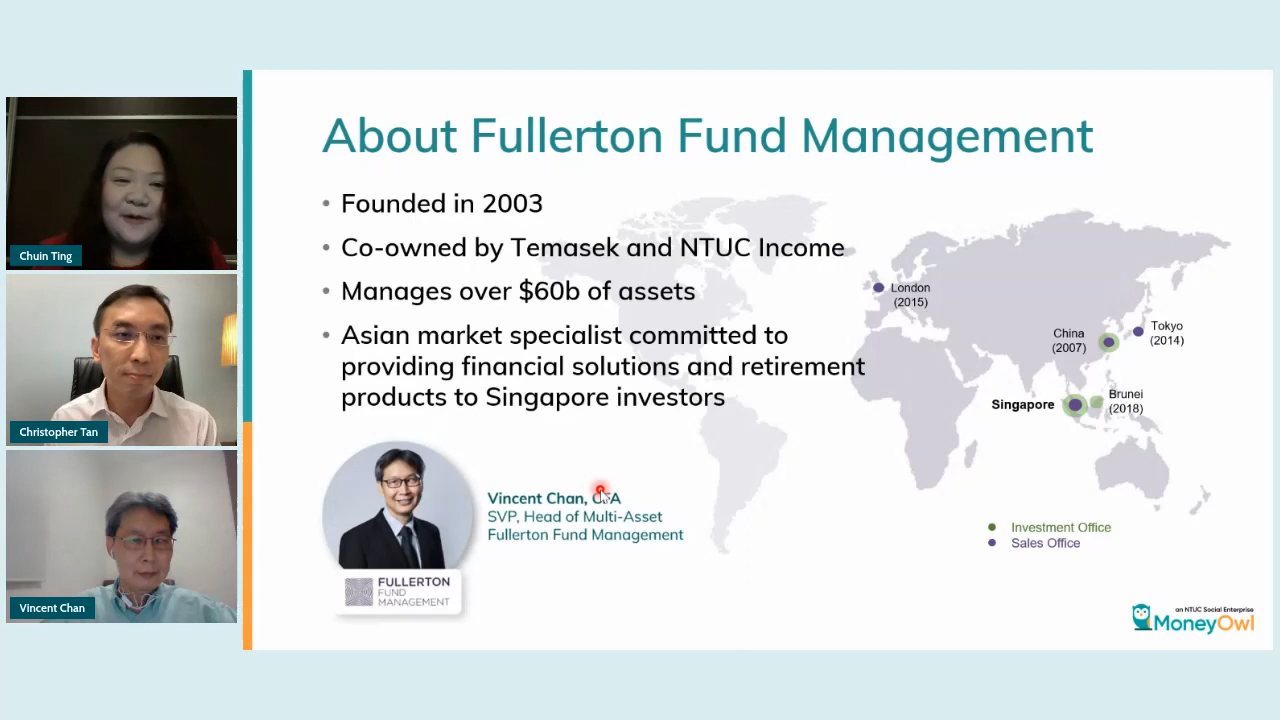 Chuin Ting
Christopher Tan
Vincent Chan
About Fullerton Fund Management
• Founded in 2003
• Co-owned by Temasek and NTUC Income
• Manages over $60b of assets
• Asian market specialist committed to
providing financial solutions and retirement
products to Singapore investors
London
(2015)
China
(2007)
Tokyo
(2014)
Singapore
Brunei
(2018)
Vincent Chan, CFA
SVP, Head of Multi-Asset
Fullerton Fund Management
FULLERTON
FUND
MANAGEMENT
Investment Office
Sales Office
an NTUC Social Enterprise
MoneyOwl